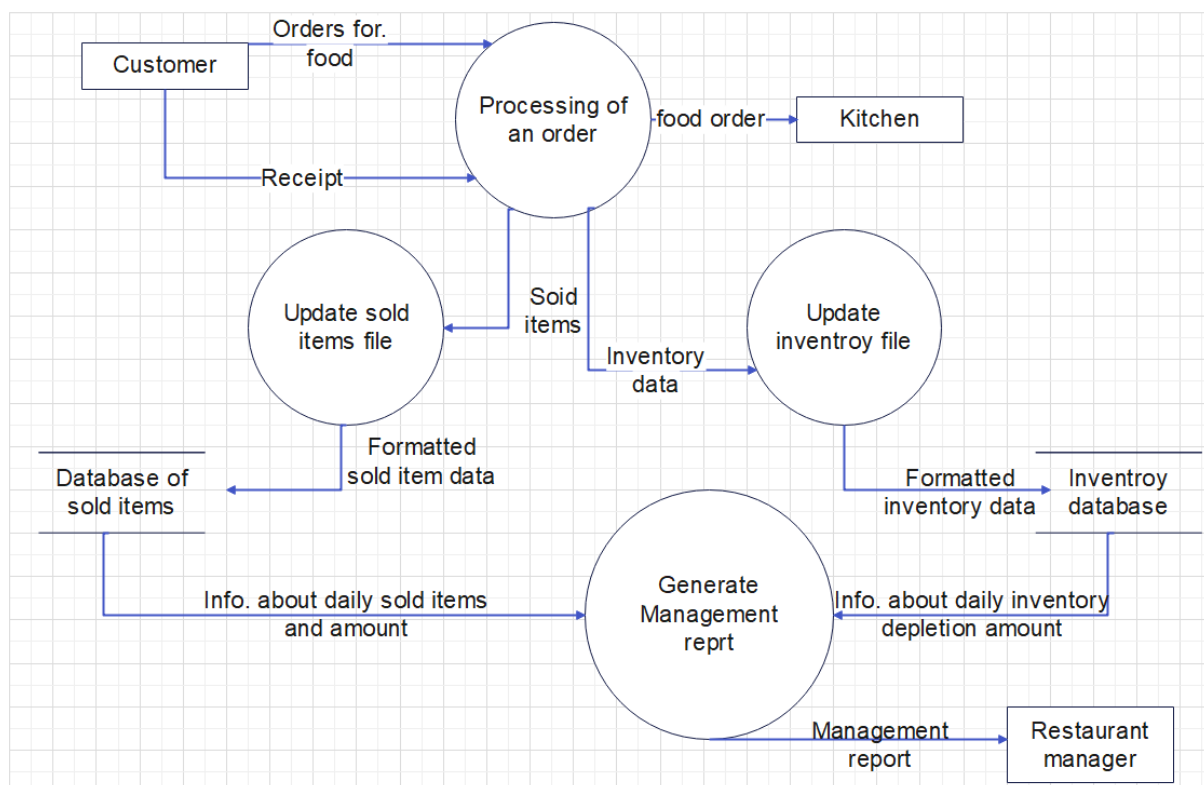 Orders for.
food
Customer
Processing of
an order
food order
Kitchen
Receipt
Update sold
items file
Soid
items
Update
inventroy file
Inventory
data
Formatted
sold item data
Database of
sold items
Formatted
inventory data
Inventroy
database
Generate
Management
reprt
Info. about daily sold items
and amount
Info. about daily inventory
depletion amount
Management
report
Restaurant
manager